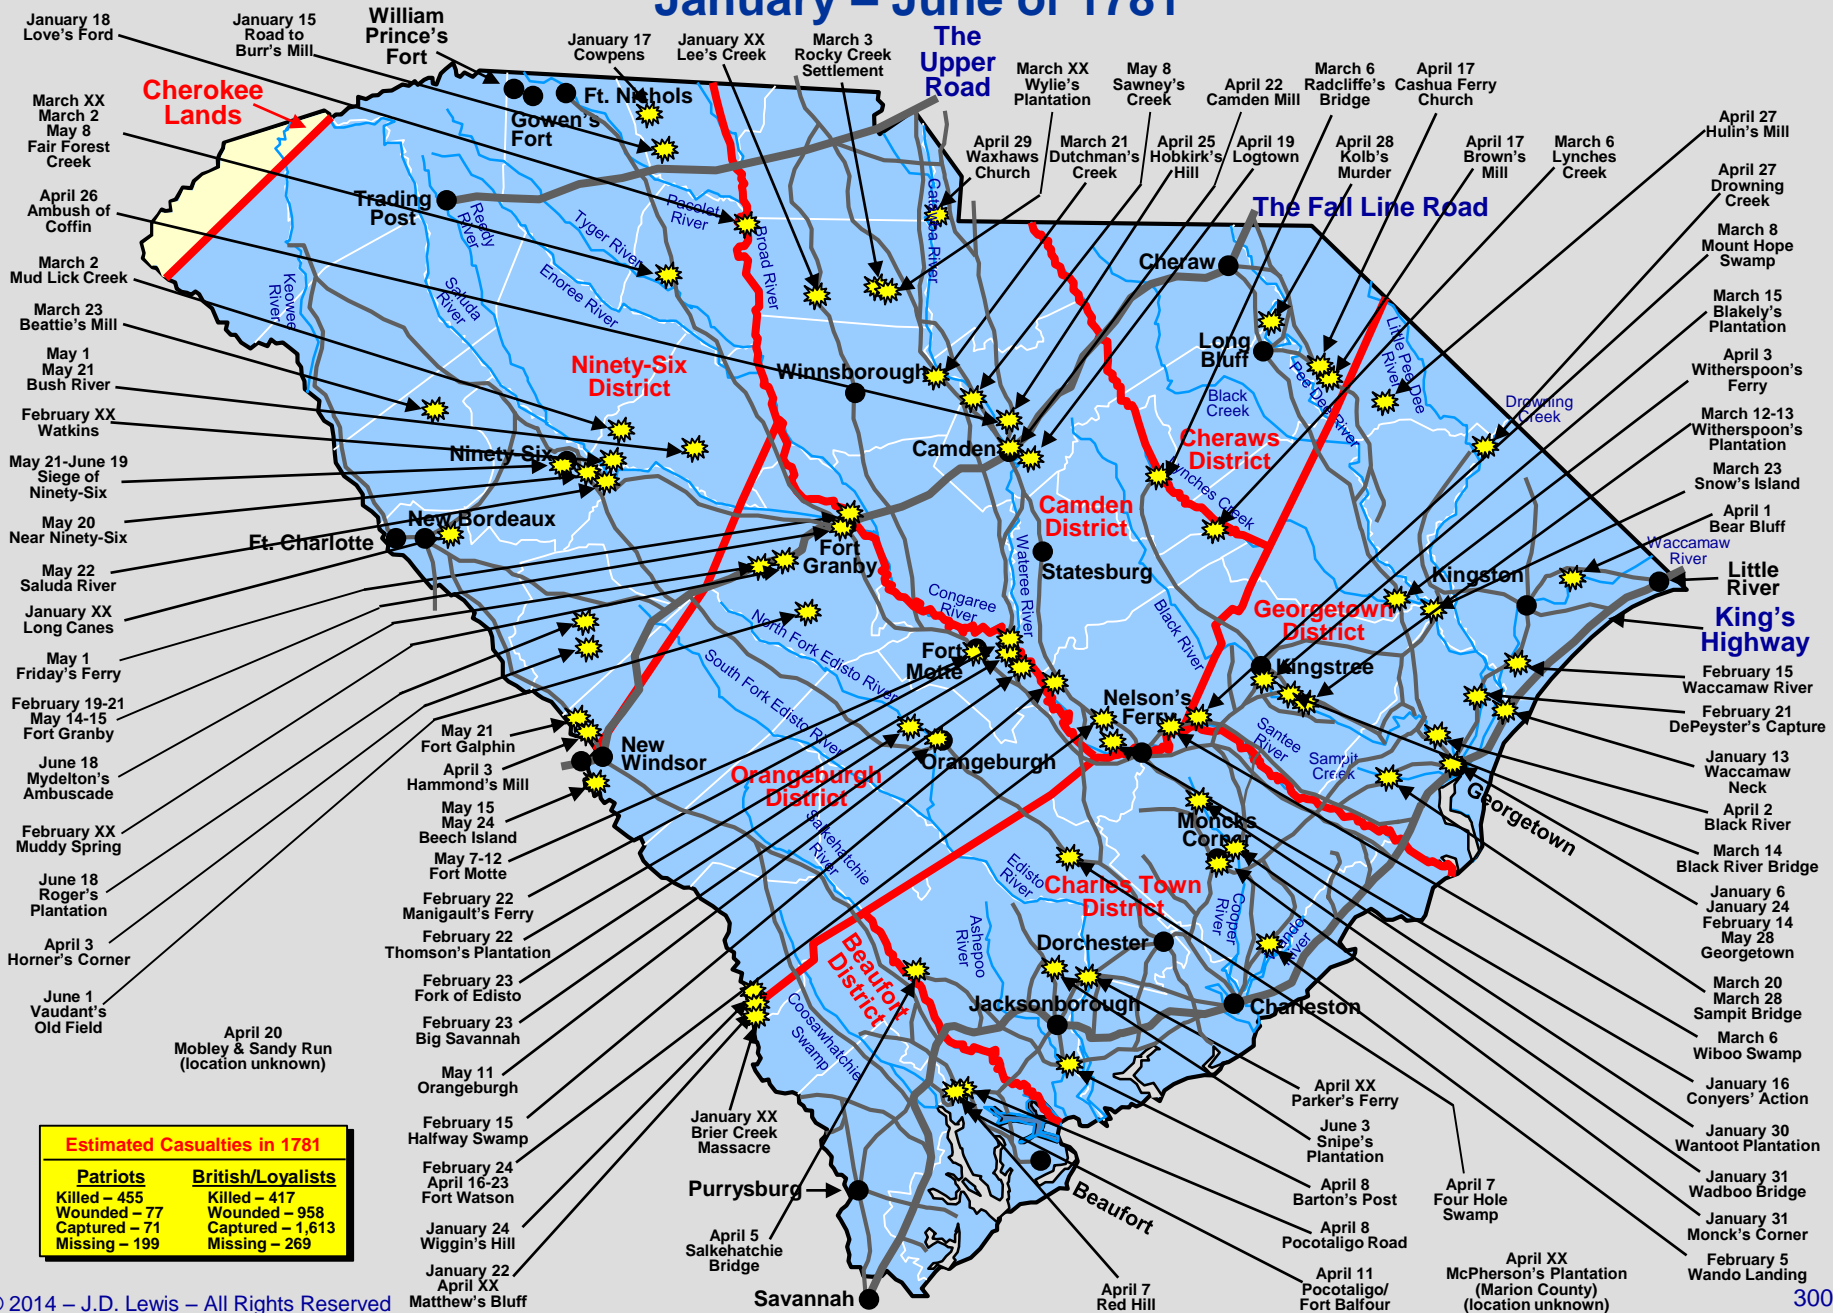 January – June of 1781
January 18
Love's Ford
January 15
Road to
Burr's Mill
William
Prince's
Fort
January 17
Cowpens
January XX
Lee's Creek
March 3
Rocky Creek
Settlement
The
Upper
Road
March XX
Wylie's
Plantation
May 8
Sawney's
Creek
April 22
Camden Mill
March 6
Radcliffe's
Bridge
April 17
Cashua Ferry
Church
April 27
Hulin's Mill
April 29
Waxhaws
Church
March 21
Dutchman's
Creek
April 25
Hobkirk's
Hill
April 19
Logtown
April 28
Kolb's
Murder
April 17
Brown's
Mill
March 6
Lynches
Creek
April 27
Drowning
Creek
March 8
Mount Hope
Swamp
March 15
Blakely's
Plantation
April 3
Witherspoon's
Ferry
March 12-13
Witherspoon's
Plantation
March 23
Snow's Island
April 1
Bear Bluff
Little
River
King's
Highway
February 15
Waccamaw River
February 21
DePeyster's Capture
January 13
Waccamaw
Neck
April 2
Black River
March 14
Black River Bridge
January 6
January 24
February 14
May 28
Georgetown
March 20
March 28
Sampit Bridge
March 6
Wiboo Swamp
January 16
Conyers' Action
January 30
Wantoot Plantation
January 31
Wadboo Bridge
January 31
Monck's Corner
February 5
Wando Landing
March XX
March 2
May 8
Fair Forest
Creek
April 26
Ambush of
Coffin
March 2
Mud Lick Creek
March 23
Beattie's Mill
May 1
May 21
Bush River
February XX
Watkins
May 21-June 19
Siege of
Ninety-Six
May 20
Near Ninety-Six
May 22
Saluda River
January XX
Long Canes
May 1
Friday's Ferry
February 19-21
May 14-15
Fort Granby
June 18
Mydelton's
Ambuscade
February XX
Muddy Spring
June 18
Roger's
Plantation
April 3
Horner's Corner
June 1
Vaudant's
Old Field
April 20
Mobley & Sandy Run
(location unknown)
May 21
Fort Galphin
April 3
Hammond's Mill
May 15
May 24
Beech Island
May 7-12
Fort Motte
February 22
Manigault's Ferry
February 22
Thomson's Plantation
February 23
Fork of Edisto
February 23
Big Savannah
May 11
Orangeburgh
February 15
Halfway Swamp
February 24
April 16-23
Fort Watson
January 24
Wiggin's Hill
January 22
April XX
Matthew's Bluff
January XX
Brier Creek
Massacre
April 5
Salkehatchie
Bridge
April XX
Parker's Ferry
June 3
Snipe's
Plantation
April 8
Barton's Post
April 8
Pocotaligo Road
April 11
Pocotaligo/
Fort Balfour
April 7
Red Hill
April 7
Four Hole
Swamp
April XX
McPherson's Plantation
(Marion County)
(location unknown)
Cherokee
Lands
Ft. Nichols
Gowen's
Fort
Trading
Post
The Fall Line Road
Cheraw
Long
Bluff
Winnsborough
Camden
Ninety-Six
New Bordeaux
Ft. Charlotte
Fort
Granby
Statesburg
Kingston
Kingstree
Fort
Motte
Nelson's
Ferry
New
Windsor
Orangeburgh
Moncks
Corner
Georgetown
Dorchester
Jacksonborough
Charleston
Beaufort
Purrysburg
Savannah
Ninety-Six
District
Cheraws
District
Camden
District
Georgetown
District
Orangeburgh
District
Charles Town
District
Beaufort
District
Keowee
River
Reedy
River
Saluda
River
Tyger River
Enoree River
Pacolet
River
Broad River
Catawba River
Black
Creek
Pee Dee River
Little Pee Dee
River
Drowning
Creek
Lynches Creek
Waccamaw
River
Wateree River
Congaree
River
Black River
North Fork Edisto River
South Fork Edisto River
Santee
River
Sampit
Creek
Salkehatchie
River
Edisto
River
Ashepoo
River
Cooper
River
Wando
River
Coosawhatchie
Swamp
Estimated Casualties in 1781
Patriots
Killed – 455
Wounded – 77
Captured – 71
Missing – 199
British/Loyalists
Killed – 417
Wounded – 958
Captured – 1,613
Missing – 269
© 2014 – J.D. Lewis – All Rights Reserved
300